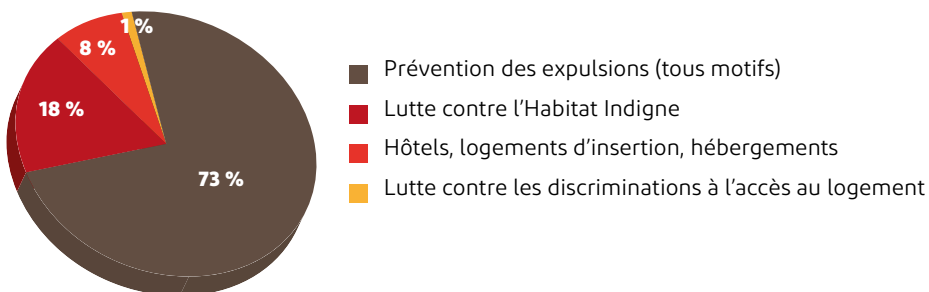 1 %
8 %
18 %
73 %
Prévention des expulsions (tous motifs)
Lutte contre l’Habitat Indigne
Hôtels, logements d’insertion, hébergements
Lutte contre les discriminations à l’accès au logement